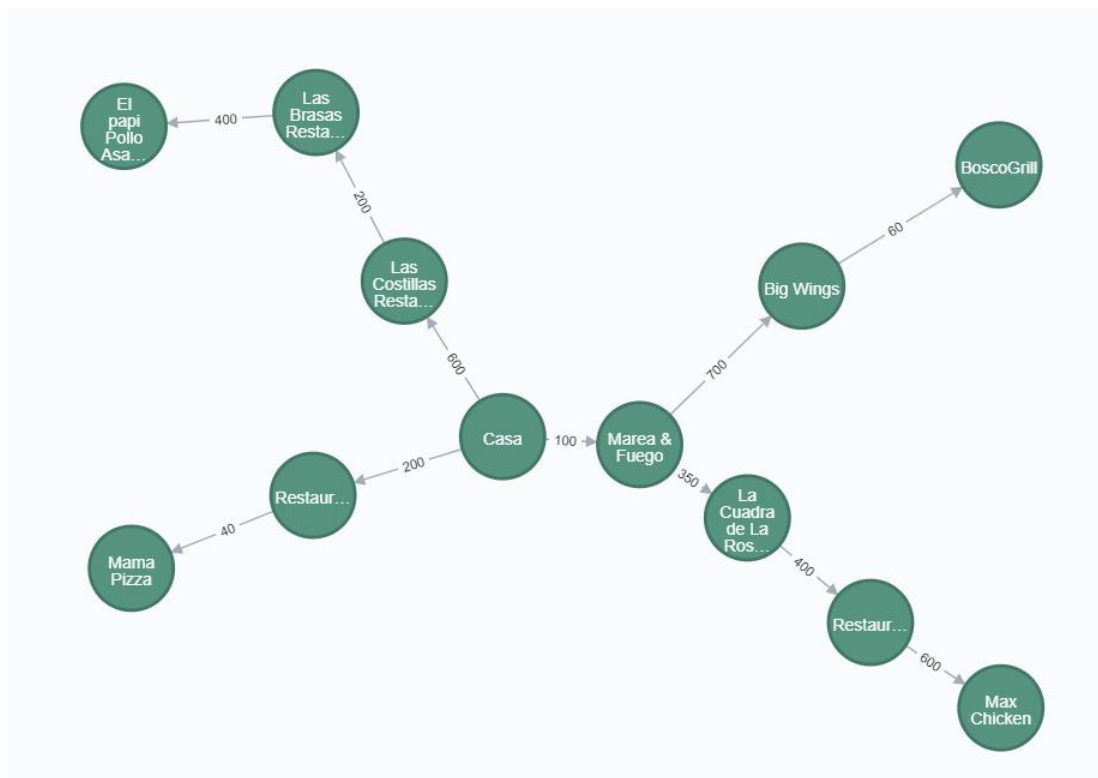 El
papi
Pollo
Asa...
400
Las
Brasas
Resta...
200
Las
Costillas
Resta...
600
Casa
200
Restaur...
40
Mama
Pizza
100
Marea &
Fuego
700
Big Wings
60
BoscoGrill
350
La
Cuadra
de La
Ros...
400
Restaur...
600
Max
Chicken